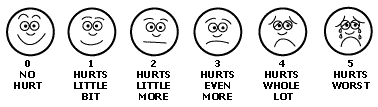 0 1 2 3 4 5
NO HURTS HURTS HURTS HURTS HURTS
HURT LITTLE LITTLE EVEN WHOLE WORST
BIT MORE MORE LOT